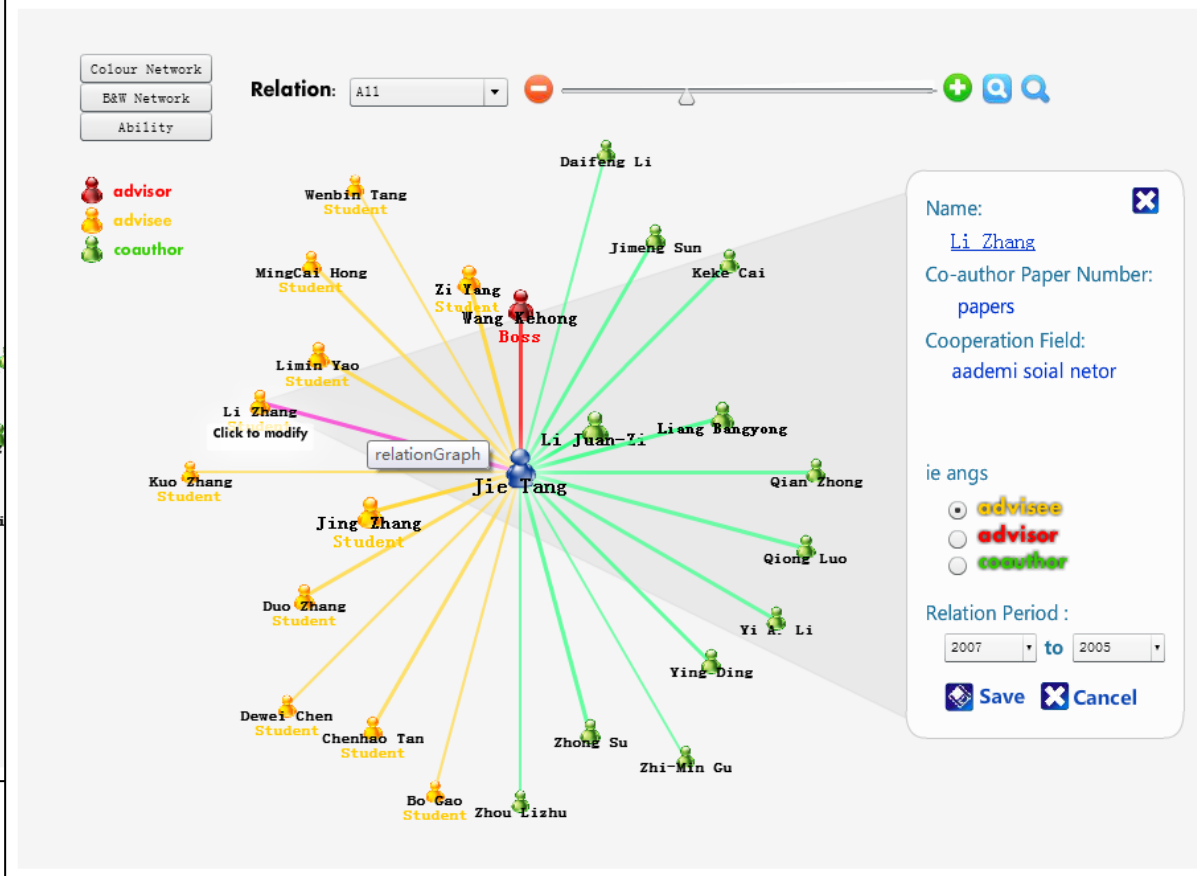 Colour Network
B&W Network
Ability
Relation:
All
advisor
advisee
coauthor
Daifeng Li
Wenbin Tang
Student
Jimeng Sun
MingCai Hong
Student
Keke Cai
Zi Yang
Student
Wang Kehong
Boss
Limin Yao
Student
Li Zhang
Click to modify
Li Juan-Zi
Liang Bangyong
relationGraph
Kuo Zhang
Student
Jie Tang
Qian Zhong
Jing Zhang
Student
Qiong Luo
Duo Zhang
Student
Yi A. Li
Ying Ding
Dewei Chen
Student
Chenhao Tan
Student
Zhong Su
Zhi-Min Gu
Bo Gao
Student
Zhou Lizhu
Name:
Li Zhang
Co-author Paper Number:
papers
Cooperation Field:
aademi soial netor
ie angs
advisee
advisor
coauthor
Relation Period :
2007 to 2005
Save Cancel